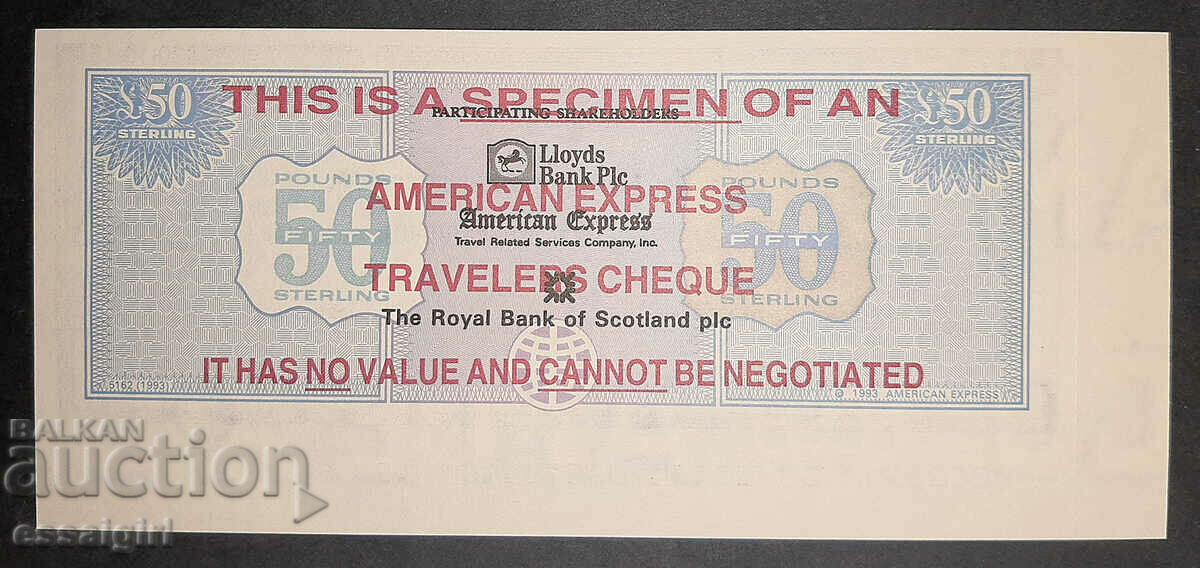 THIS IS A SPECIMEN OF AN
£50 STERLING
£50 STERLING
PARTICIPATING SHAREHOLDERS
Lloyds
Bank Plc
POUNDS
50
FIFTY
STERLING
POUNDS
50
FIFTY
STERLING
AMERICAN EXPRESS
American Express
Travel Related Services Company, Inc.
TRAVELERS CHEQUE
The Royal Bank of Scotland plc
IT HAS NO VALUE AND CANNOT BE NEGOTIATED
5162 (1993)
© 1993 AMERICAN EXPRESS
BALKAN
auction
essaigirl